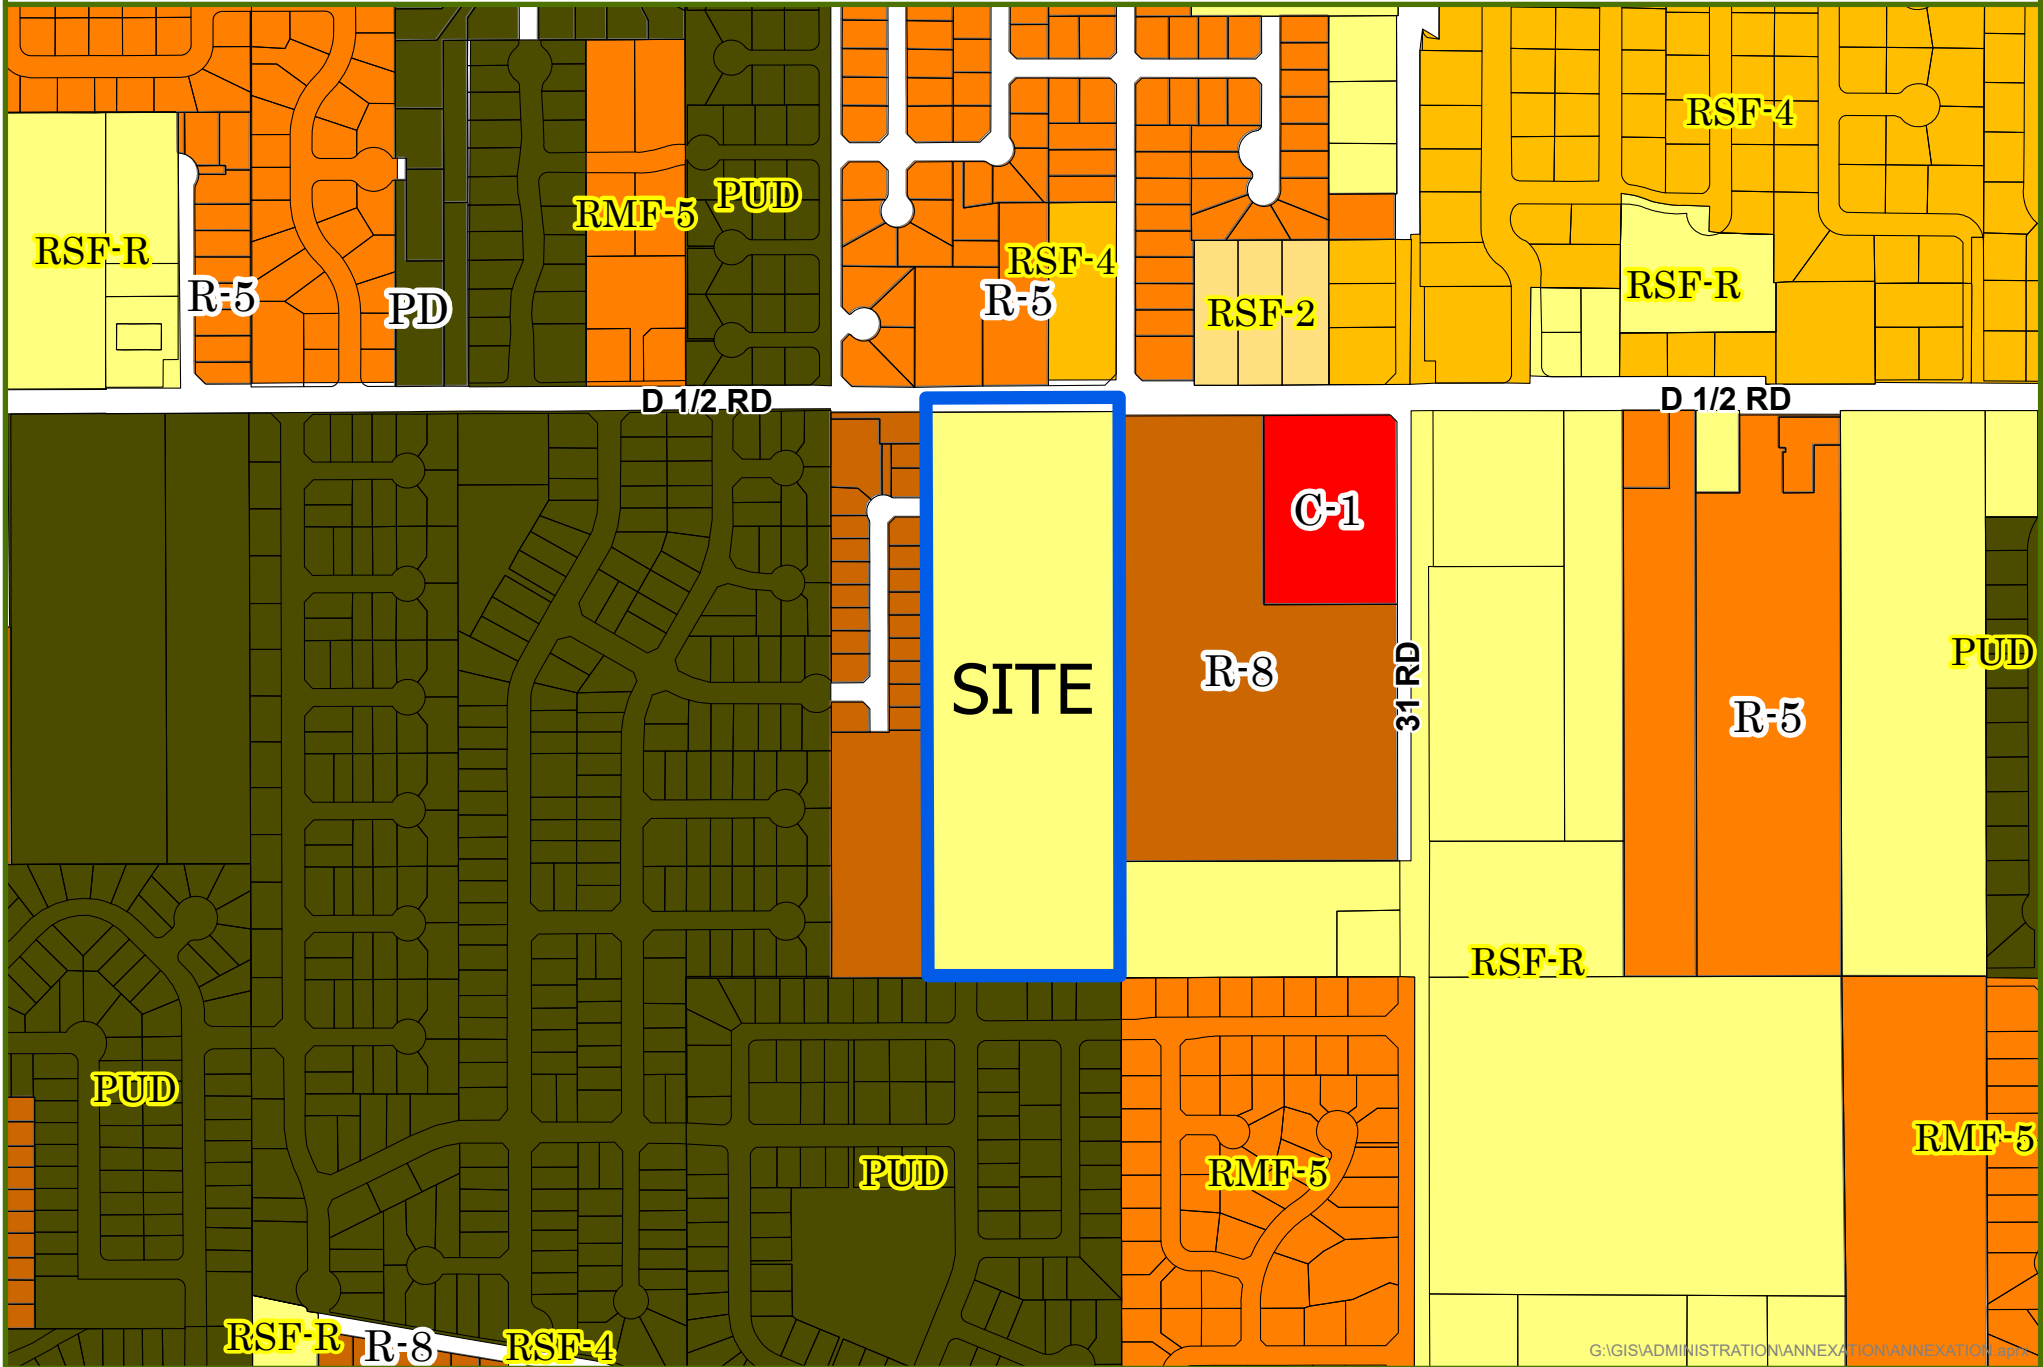 RSF-4
PUD
RMF-5
RSF-R
RSF-4
RSF-R
R-5
PD
R-5
RSF-2
D 1/2 RD
D 1/2 RD
C-1
PUD
R-8
SITE
31 RD
R-5
RSF-R
PUD
RMF-5
PUD
RMF-5
RSF-R
R-8
RSF-4
G:\GIS\ADMINISTRATION\ANNEXATION\ANNEXATION.aprx